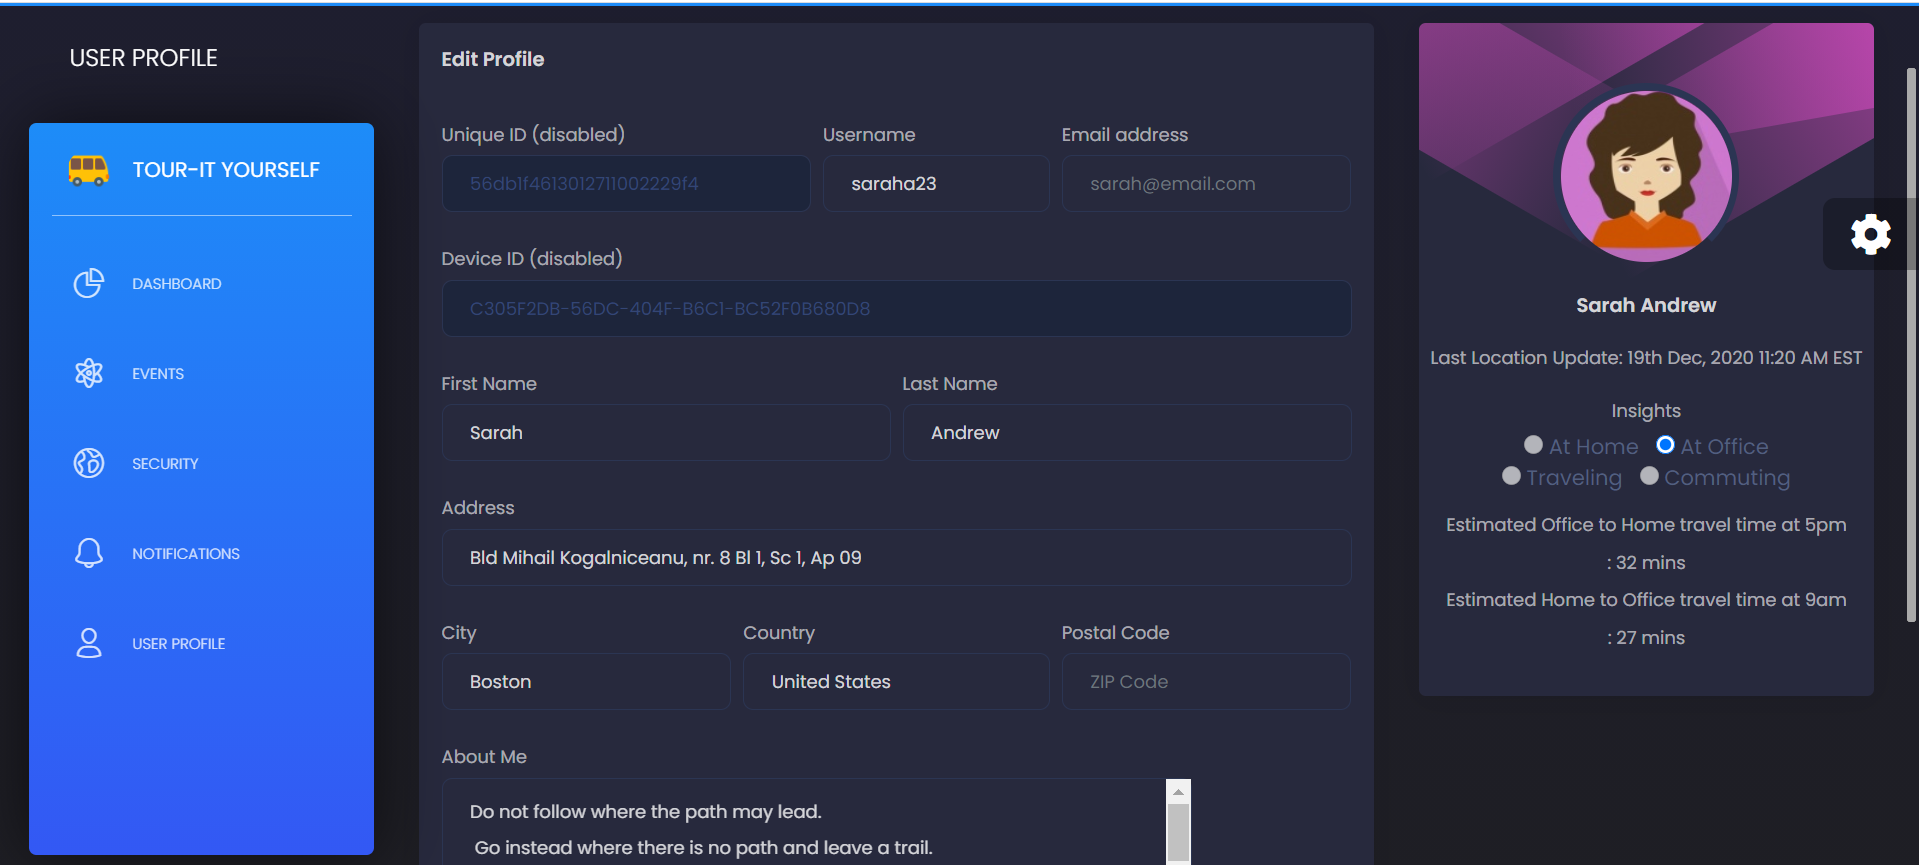 USER PROFILE
TOUR-IT YOURSELF
DASHBOARD
EVENTS
SECURITY
NOTIFICATIONS
USER PROFILE
Edit Profile
Unique ID (disabled) Username Email address
56db1f4613012711002229f4 saraha23 sarah@email.com
Device ID (disabled)
C305F2DB-56DC-404F-B6C1-BC52F0B680D8
First Name Last Name
Sarah Andrew
Address
Bld Mihail Kogalniceanu, nr. 8 Bl 1, Sc 1, Ap 09
City Country Postal Code
Boston United States ZIP Code
About Me
Do not follow where the path may lead.
Go instead where there is no path and leave a trail.
Sarah Andrew
Last Location Update: 19th Dec, 2020 11:20 AM EST
Insights
At Home At Office
Traveling Commuting
Estimated Office to Home travel time at 5pm
: 32 mins
Estimated Home to Office travel time at 9am
: 27 mins